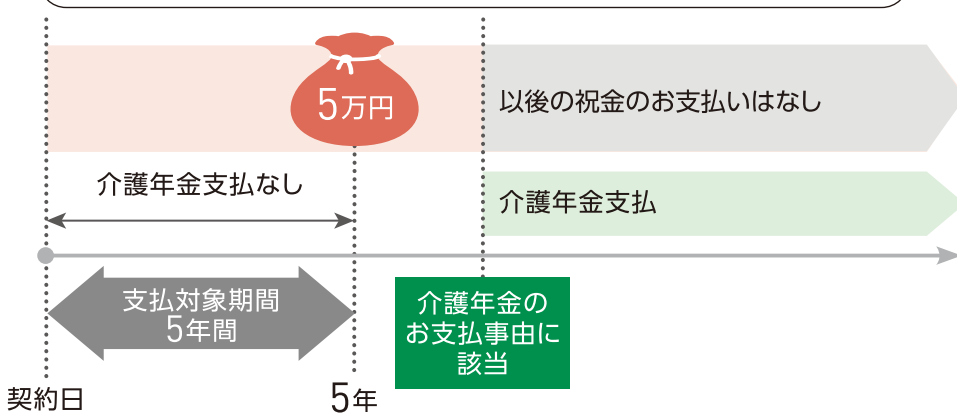 5万円
以後の祝金のお支払いはなし
介護年金支払なし
介護年金支払
支払対象期間
5年間
介護年金の
お支払事由に
該当
契約日
5年